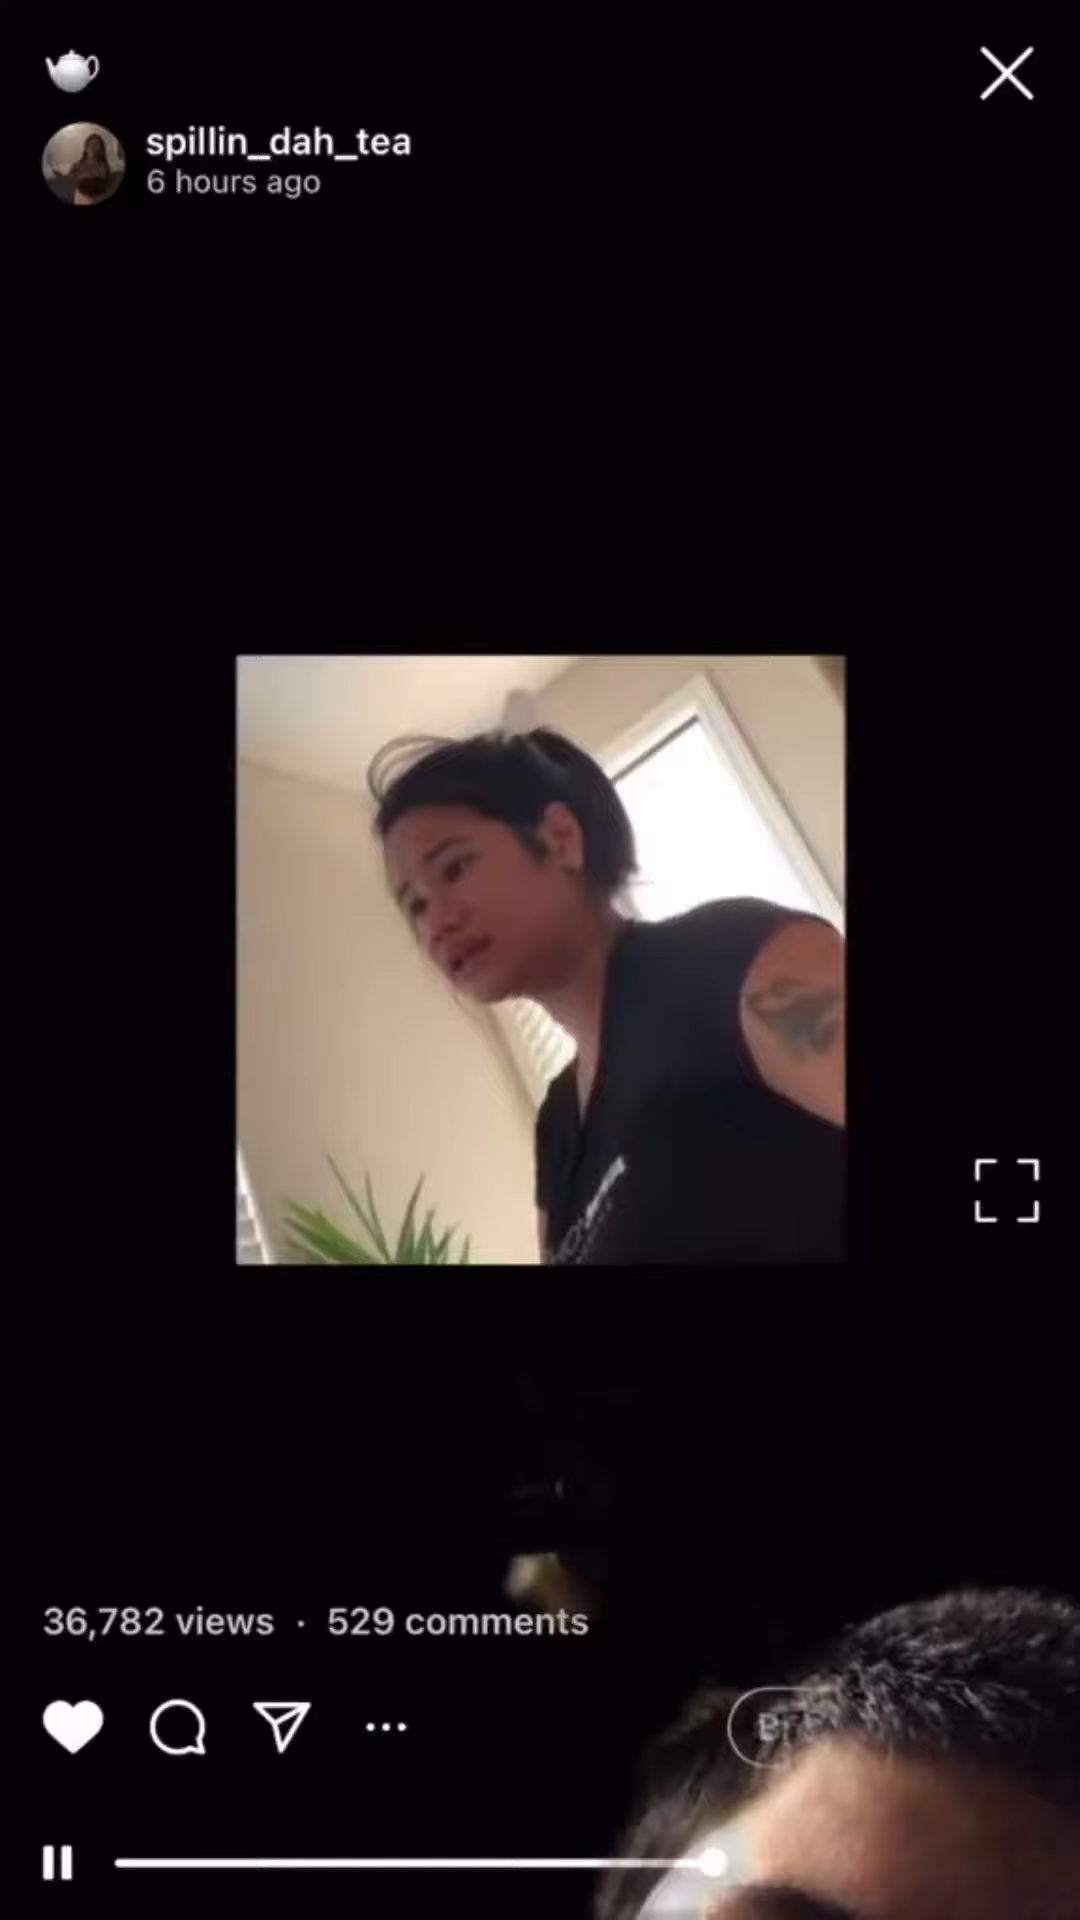 spillin_dah_tea
6 hours ago
36,782 views · 529 comments